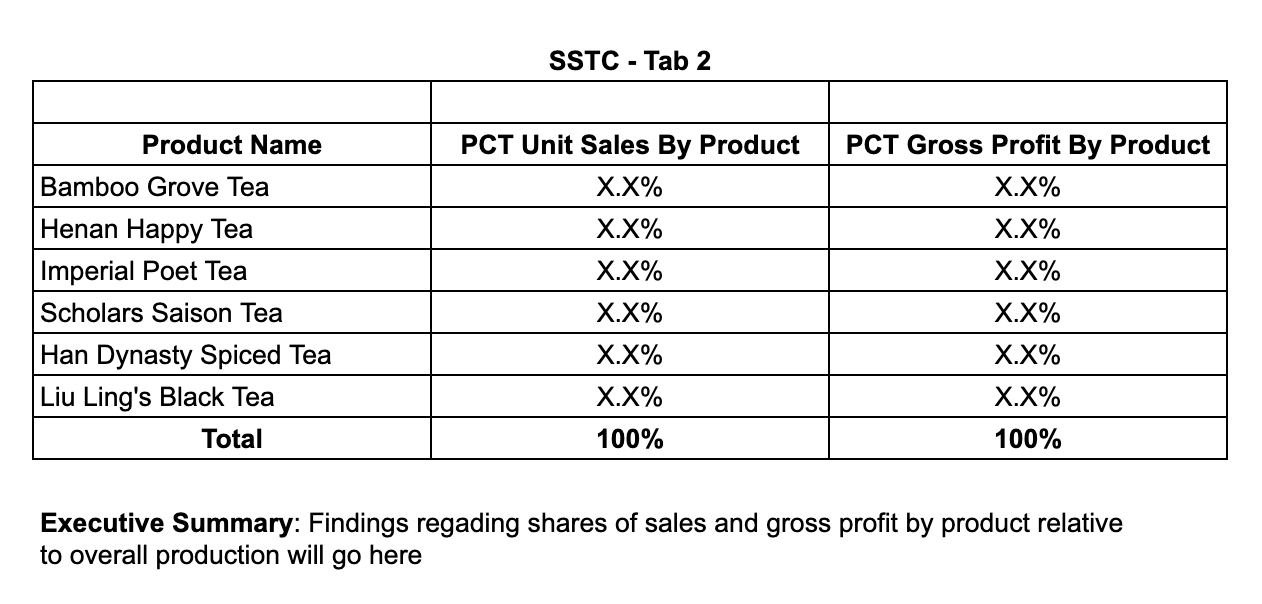 SSTC - Tab 2
Product Name PCT Unit Sales By Product PCT Gross Profit By Product
Bamboo Grove Tea X.X% X.X%
Henan Happy Tea X.X% X.X%
Imperial Poet Tea X.X% X.X%
Scholars Saison Tea X.X% X.X%
Han Dynasty Spiced Tea X.X% X.X%
Liu Ling's Black Tea X.X% X.X%
Total 100% 100%
Executive Summary: Findings regading shares of sales and gross profit by product relative
to overall production will go here